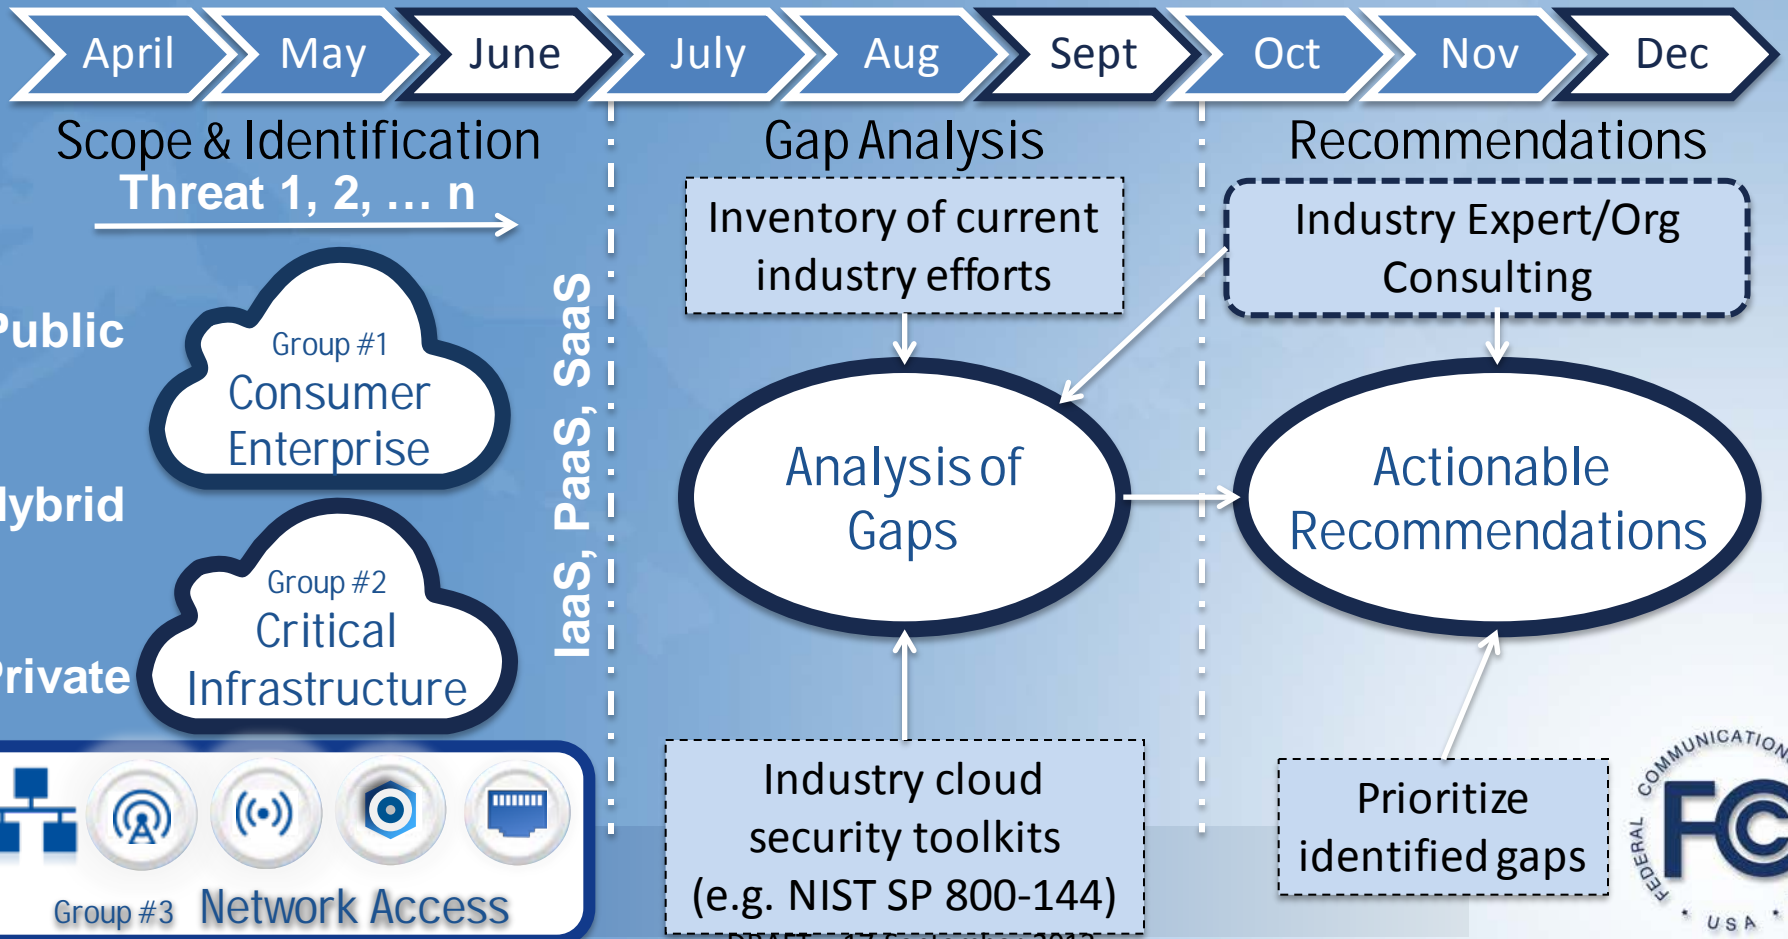 April May June July Aug Sept Oct Nov Dec
Scope & Identification
Threat 1, 2, … n
Public
Group #1
Consumer
Enterprise
Hybrid
Group #2
Critical
Infrastructure
Private
IaaS, PaaS, SaaS
Group #3 Network Access
Gap Analysis
Inventory of current
industry efforts
Analysis of
Gaps
Industry cloud
security toolkits
(e.g. NIST SP 800-144)
Recommendations
Industry Expert/Org
Consulting
Actionable
Recommendations
Prioritize
identified gaps
FEDERAL COMMUNICATIONS
FC
USA